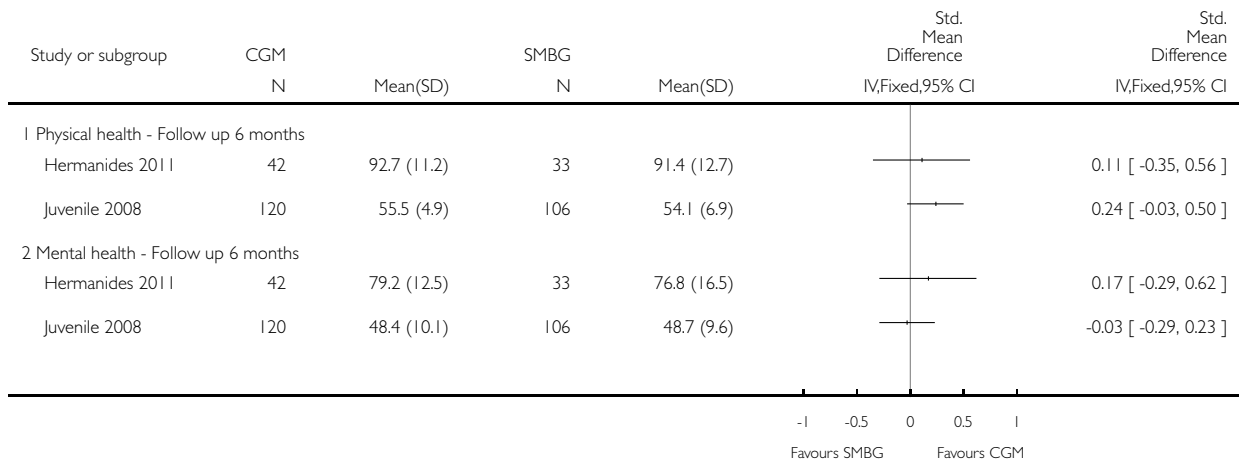 Std.
Mean
Difference
Std.
Mean
Difference
Study or subgroup CGM SMBG
N Mean(SD) N Mean(SD) IV,Fixed,95% CI IV,Fixed,95% CI
1 Physical health - Follow up 6 months
Hermanides 2011 42 92.7 (11.2) 33 91.4 (12.7) 0.11 [ -0.35, 0.56 ]
Juvenile 2008 120 55.5 (4.9) 106 54.1 (6.9) 0.24 [ -0.03, 0.50 ]
2 Mental health - Follow up 6 months
Hermanides 2011 42 79.2 (12.5) 33 76.8 (16.5) 0.17 [ -0.29, 0.62 ]
Juvenile 2008 120 48.4 (10.1) 106 48.7 (9.6) -0.03 [ -0.29, 0.23 ]
-1 -0.5 0 0.5 1
Favours SMBG Favours CGM